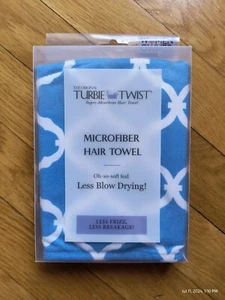 THE ORIGINAL
TURBIE TWIST
Super Absorbent Hair Towel
MICROFIBER
HAIR TOWEL
Oh-so-soft feel
Less Blow Drying!
LESS FRIZZ,
LESS BREAKAGE!